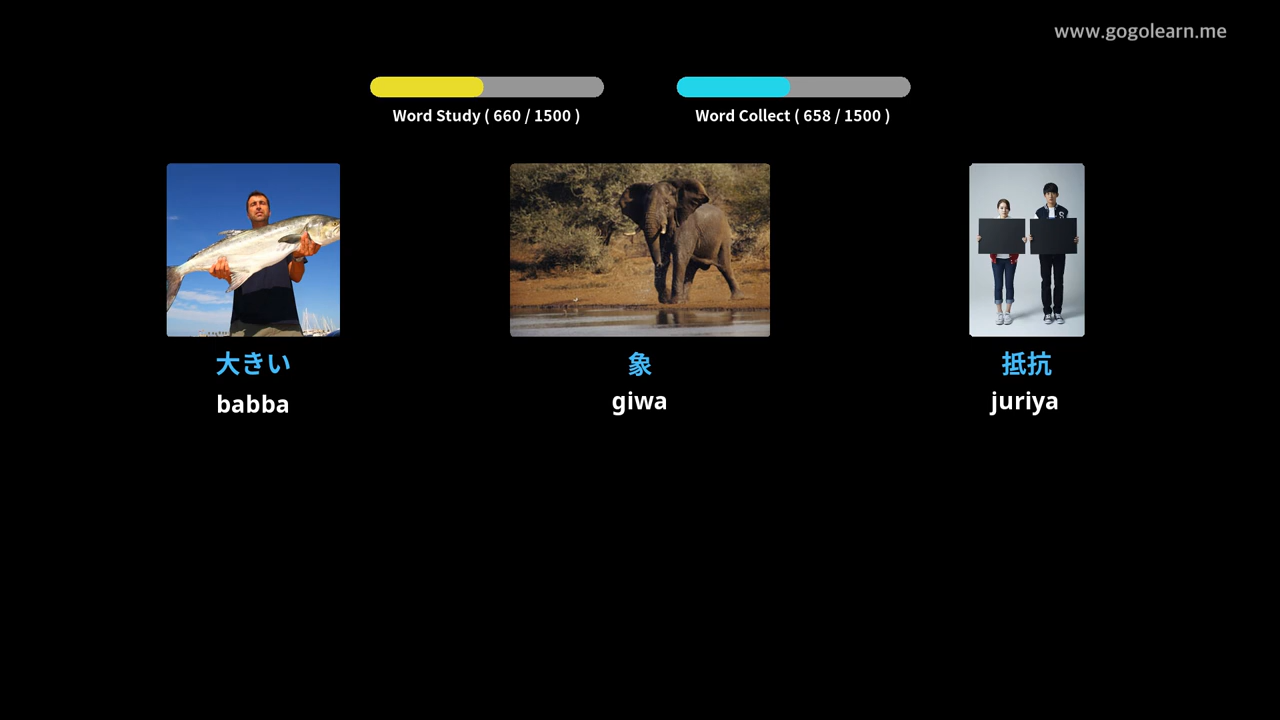 www.gogolearn.me
Word Study ( 660 / 1500 )
Word Collect ( 658 / 1500 )
大きい
babba
象
giwa
抵抗
juriya